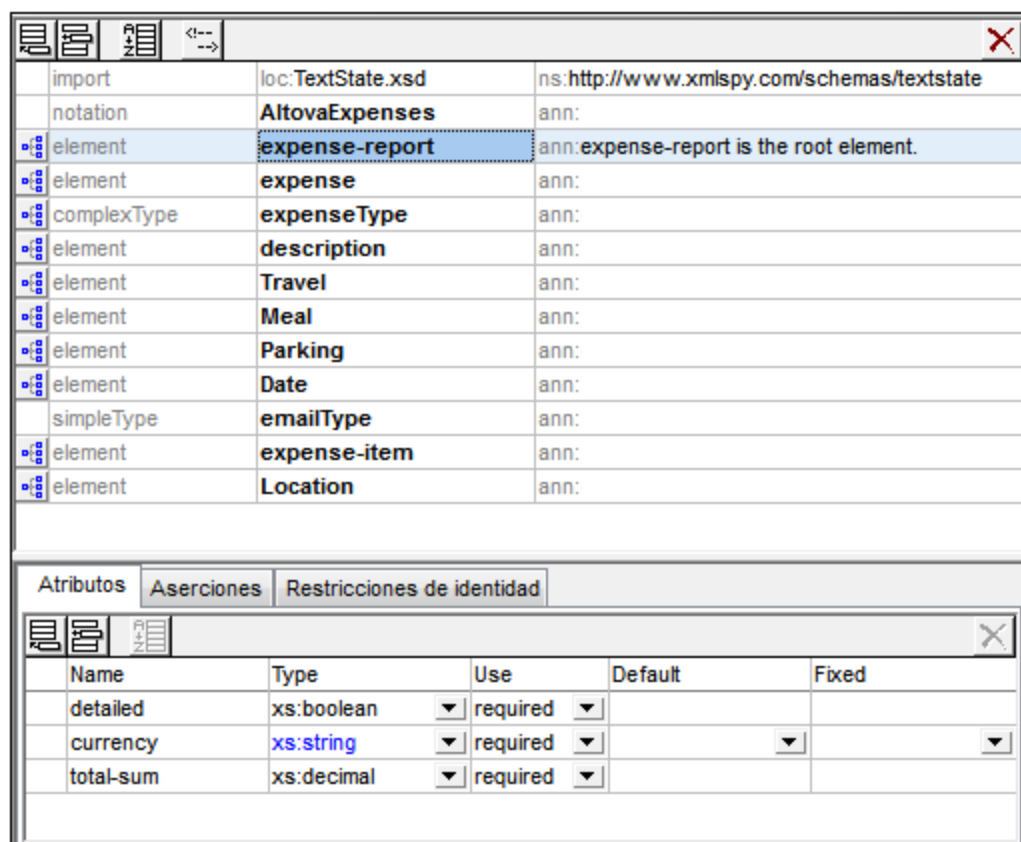 import loc:TextState.xsd ns:http://www.xmlspy.com/schemas/textstate
notation AltovaExpenses ann:
element expense-report ann:expense-report is the root element.
element expense ann:
complexType expenseType ann:
element description ann:
element Travel ann:
element Meal ann:
element Parking ann:
element Date ann:
simpleType emailType ann:
element expense-item ann:
element Location ann:
Atributos Aserciones Restricciones de identidad
Name Type Use Default Fixed
detailed xs:boolean required
currency xs:string required
total-sum xs:decimal required